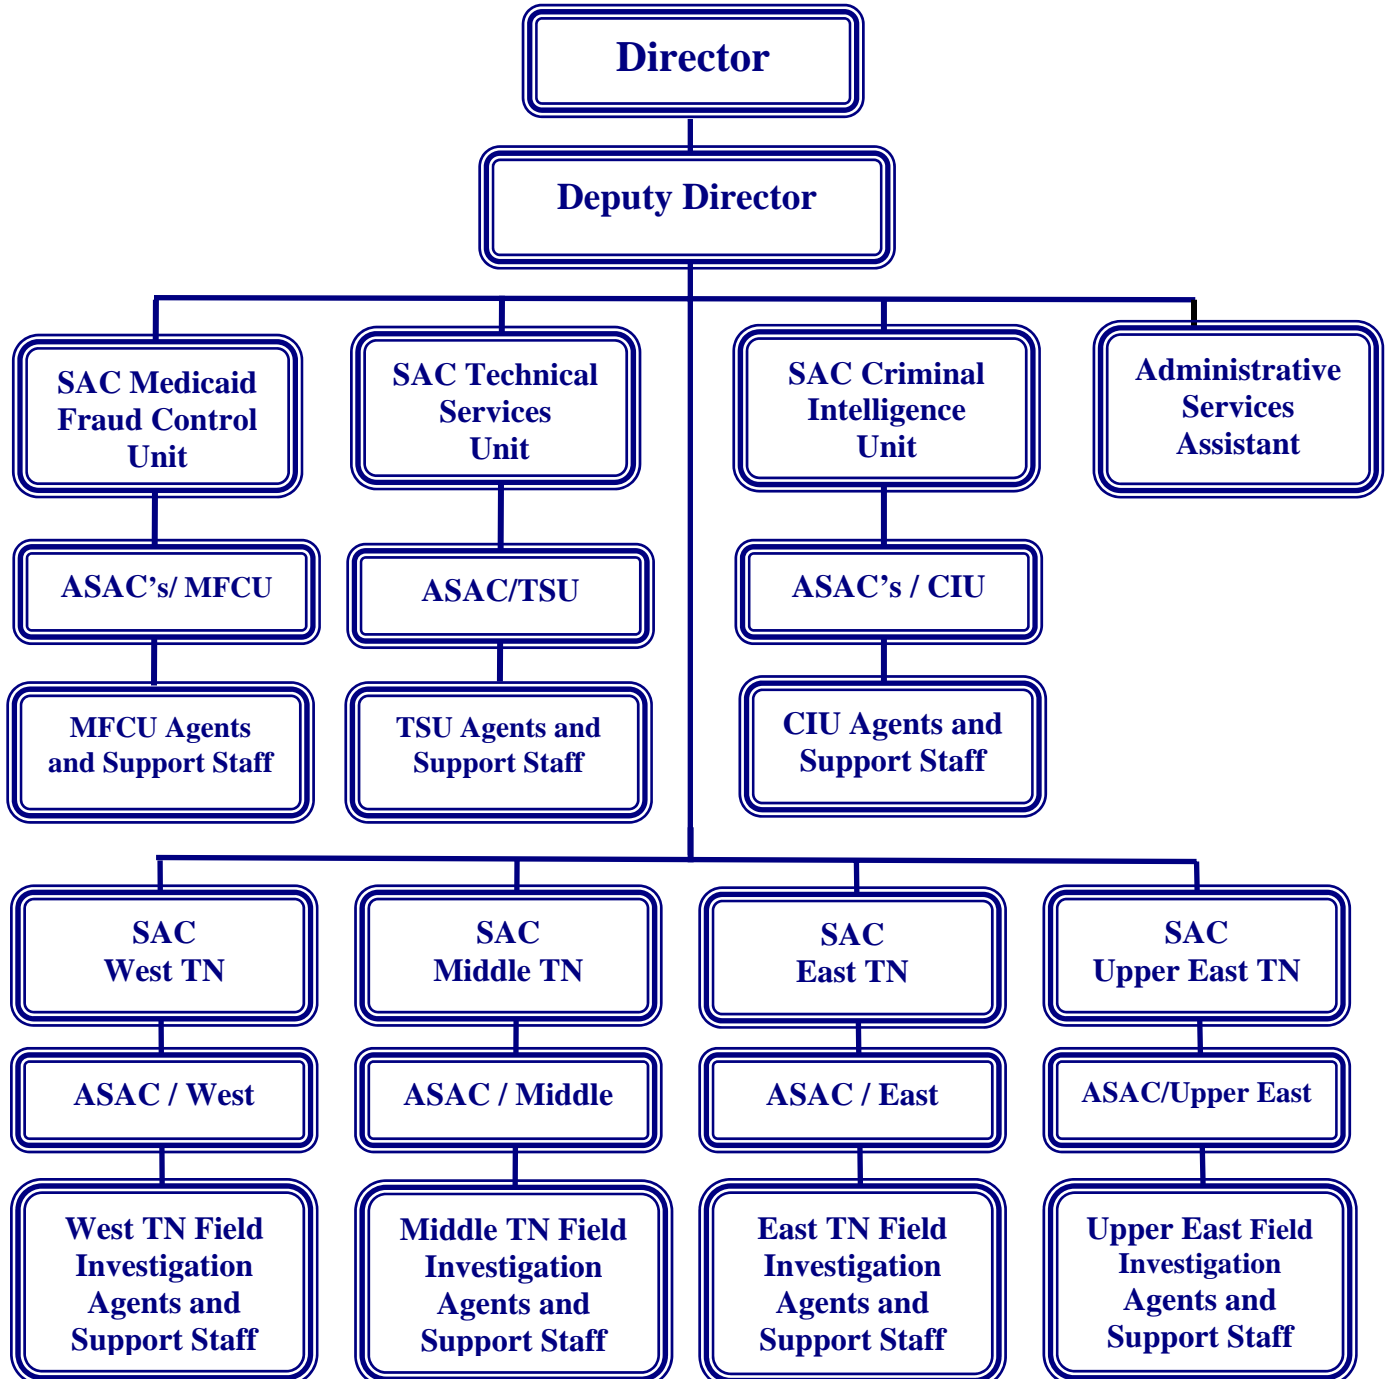 Director
Deputy Director
SAC Medicaid
Fraud Control
Unit
SAC Technical
Services
Unit
SAC Criminal
Intelligence
Unit
Administrative
Services
Assistant
ASAC's/ MFCU
ASAC/TSU
ASAC's / CIU
MFCU Agents
and Support Staff
TSU Agents and
Support Staff
CIU Agents and
Support Staff
SAC
West TN
SAC
Middle TN
SAC
East TN
SAC
Upper East TN
ASAC / West
ASAC / Middle
ASAC / East
ASAC/Upper East
West TN Field
Investigation
Agents and
Support Staff
Middle TN Field
Investigation
Agents and
Support Staff
East TN Field
Investigation
Agents and
Support Staff
Upper East Field
Investigation
Agents and
Support Staff